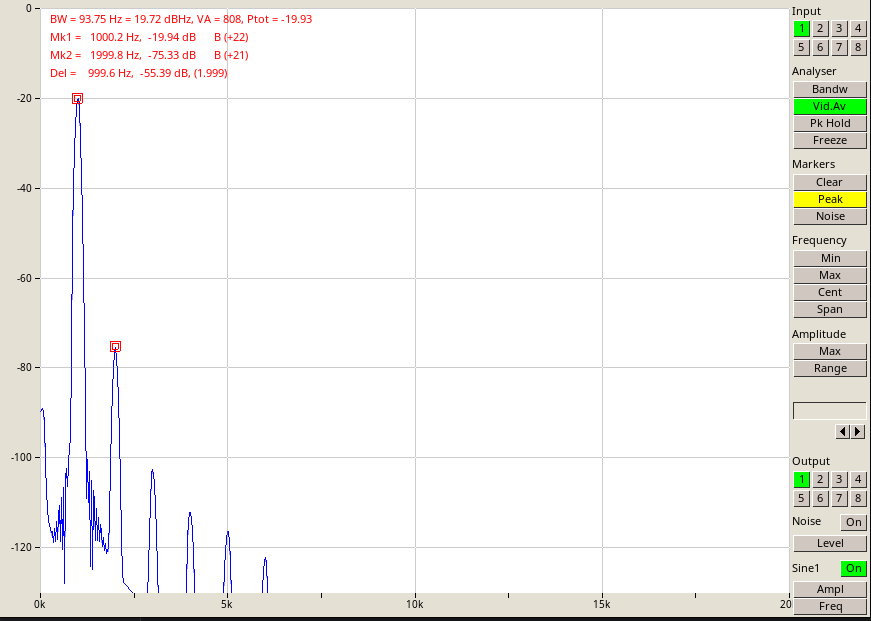 BW = 93.75 Hz = 19.72 dBHz, VA = 808, Ptot = -19.93
Mk1 = 1000.2 Hz, -19.94 dB B (+22)
Mk2 = 1999.8 Hz, -75.33 dB B (+21)
Del = 999.6 Hz, -55.39 dB, (1.999)
0
-20
-40
-60
-80
-100
-120
0k 5k 10k 15k 20
Input
1 2 3 4
5 6 7 8
Analyser
Bandw
Vid.Av
Pk Hold
Freeze
Markers
Clear
Peak
Noise
Frequency
Min
Max
Cent
Span
Amplitude
Max
Range
Output
1 2 3 4
5 6 7 8
Noise On
Level
Sine1 On
Ampl
Freq